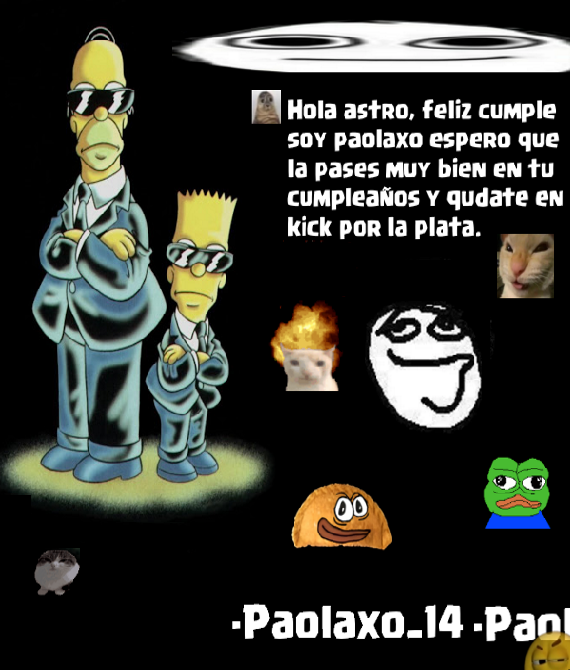 Hola astro, feliz cumple
soy paolaxo espero que
la pases muy bien en tu
cumpleaños y qudate en
kick por la plata.
-Paolaxo_14 -Paol